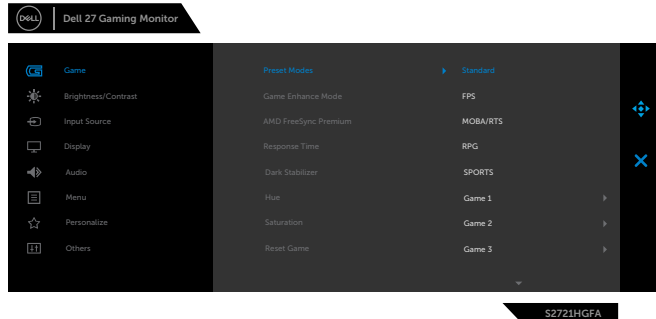 DELL
Dell 27 Gaming Monitor
Game Preset Modes Standard
Brightness/Contrast Game Enhance Mode FPS
Input Source AMD FreeSync Premium MOBA/RTS
Display Response Time RPG
Audio Dark Stabilizer SPORTS
Menu Hue Game 1
Personalize Saturation Game 2
Others Reset Game Game 3
S2721HGFA